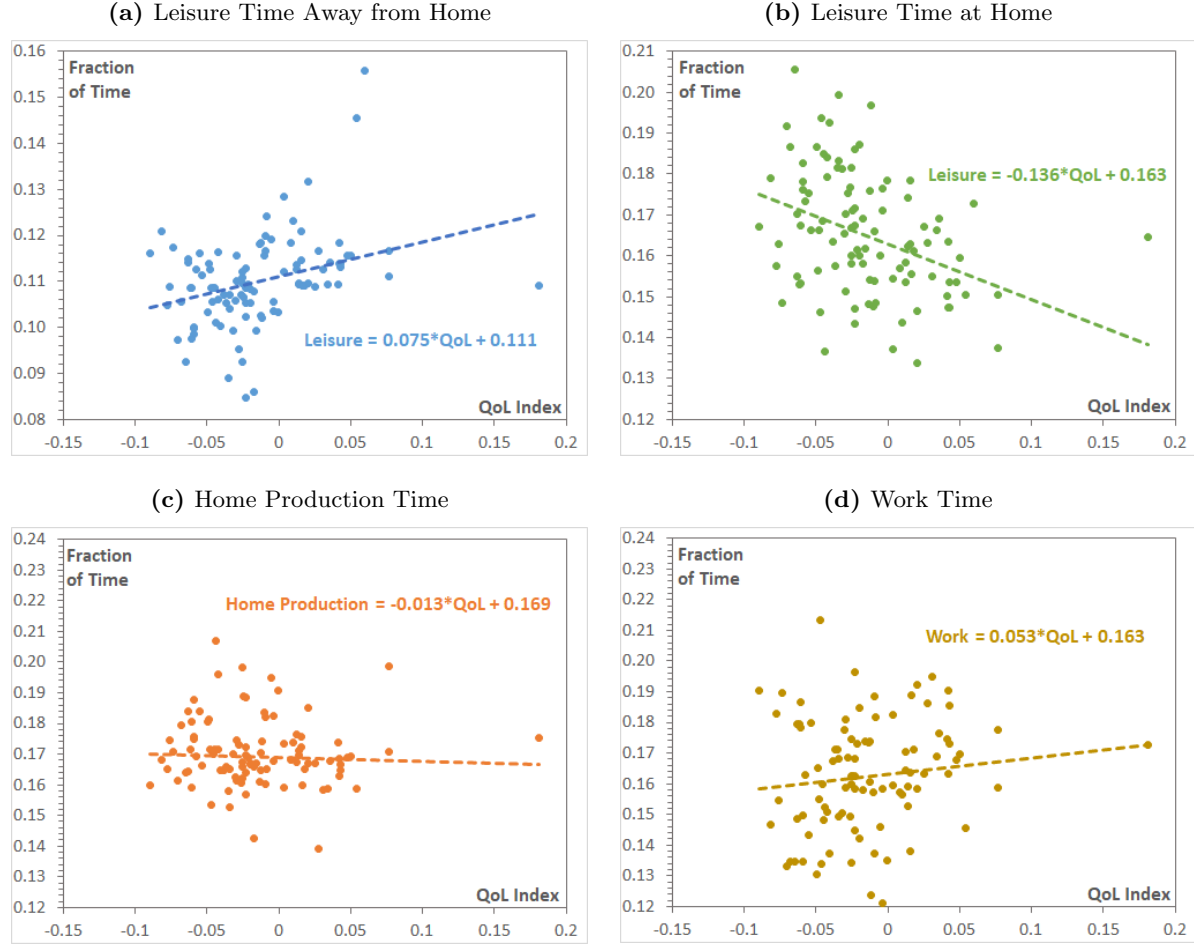 (a) Leisure Time Away from Home
0.16
0.15
0.14
0.13
0.12
0.11
0.10
0.09
0.08
Fraction
of Time
Leisure = 0.075*QoL + 0.111
QoL Index
-0.15 -0.1 -0.05 0 0.05 0.1 0.15 0.2
(b) Leisure Time at Home
0.21
0.20
0.19
0.18
0.17
0.16
0.15
0.14
0.13
0.12
Fraction
of Time
Leisure = -0.136*QoL + 0.163
QoL Index
-0.15 -0.1 -0.05 0 0.05 0.1 0.15 0.2
(c) Home Production Time
0.24
0.23
0.22
0.21
0.20
0.19
0.18
0.17
0.16
0.15
0.14
0.13
0.12
Fraction
of Time
Home Production = -0.013*QoL + 0.169
QoL Index
-0.15 -0.1 -0.05 0 0.05 0.1 0.15 0.2
(d) Work Time
0.24
0.23
0.22
0.21
0.20
0.19
0.18
0.17
0.16
0.15
0.14
0.13
0.12
Fraction
of Time
Work = 0.053*QoL + 0.163
QoL Index
-0.15 -0.1 -0.05 0 0.05 0.1 0.15 0.2